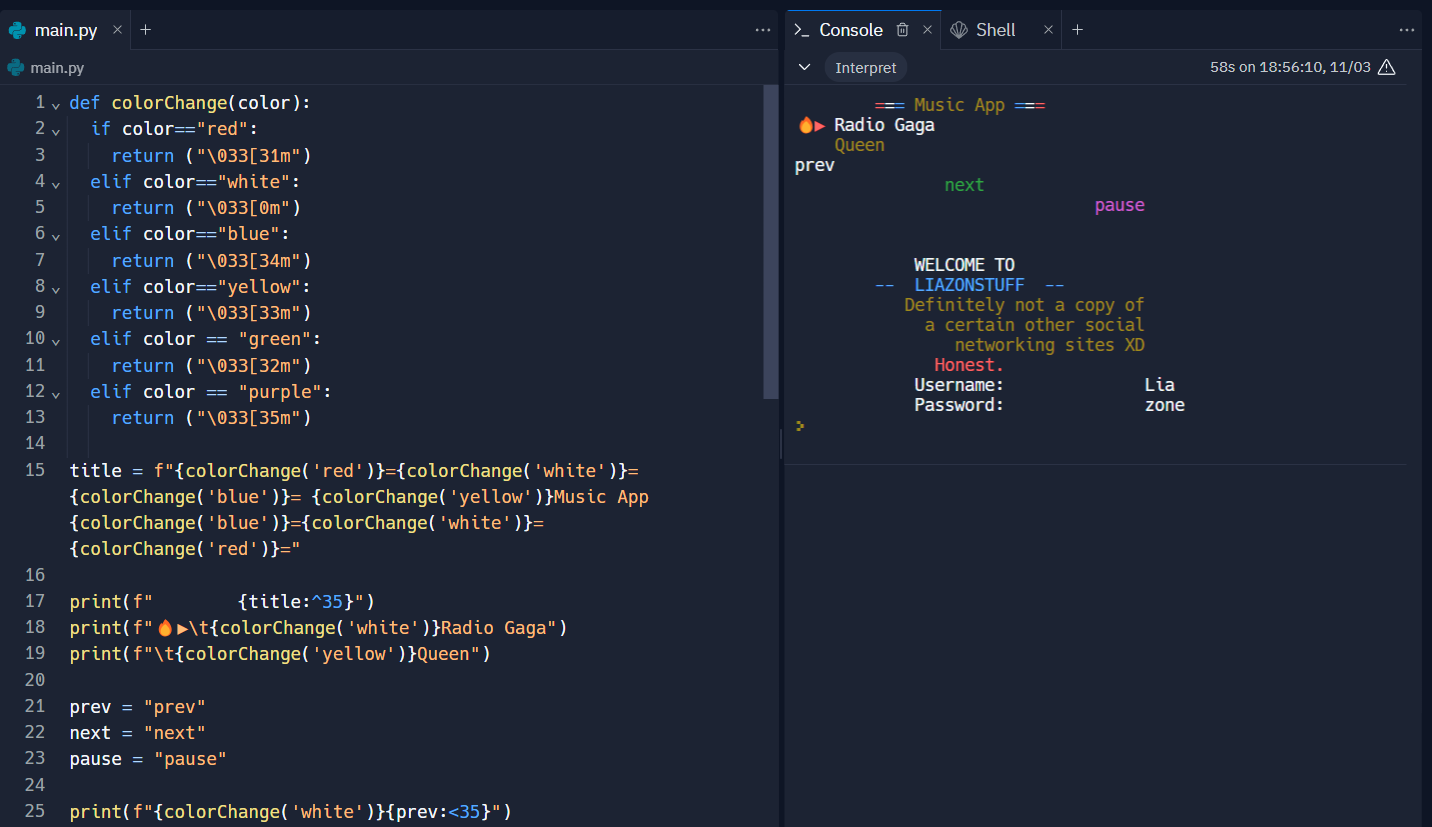 main.py
main.py
1 def colorChange(color):
2   if color=="red":
3     return ("\033[31m")
4   elif color=="white":
5     return ("\033[0m")
6   elif color=="blue":
7     return ("\033[34m")
8   elif color=="yellow":
9     return ("\033[33m")
10   elif color == "green":
11     return ("\033[32m")
12   elif color == "purple":
13     return ("\033[35m")
14
15 title = f"{colorChange('red')}={colorChange('white')}=
{colorChange('blue')}= {colorChange('yellow')}Music App
{colorChange('blue')}={colorChange('white')}=
{colorChange('red')}="
16
17 print(f"        {title:^35}")
18 print(f"🔥▶\t{colorChange('white')}Radio Gaga")
19 print(f"\t{colorChange('yellow')}Queen")
20
21 prev = "prev"
22 next = "next"
23 pause = "pause"
24
25 print(f"{colorChange('white')}{prev:<35}")
Console
Shell
Interpret
58s on 18:56:10, 11/03
=== Music App ===
🔥▶ Radio Gaga
Queen
prev
next
pause
WELCOME TO
-- LIAZONSTUFF --
Definitely not a copy of
a certain other social
networking sites XD
Honest.
Username: Lia
Password: zone